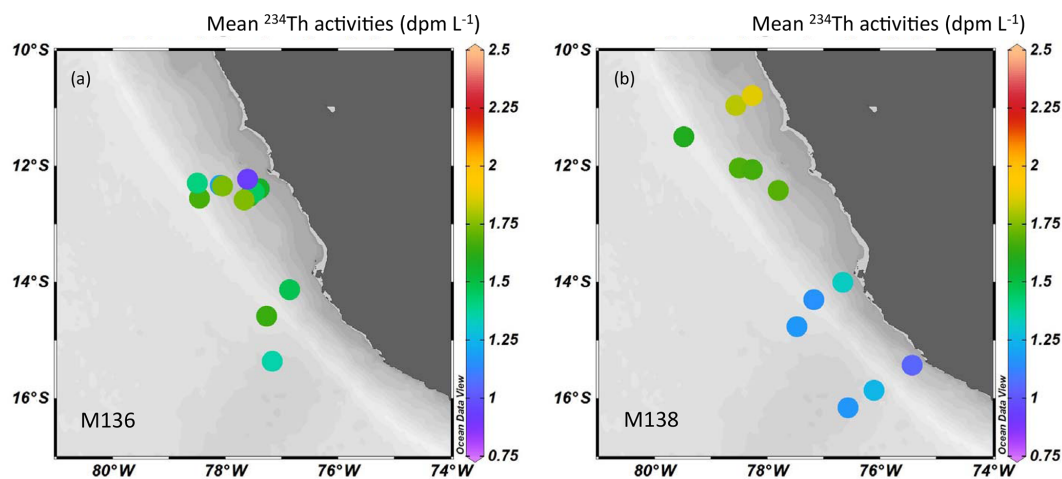 Mean ²³⁴Th activities (dpm L⁻¹)
10°S
12°S
14°S
16°S
80°W
78°W
76°W
74°W
(a)
M136
Ocean Data View
2.5
2.25
2
1.75
1.5
1.25
1
0.75
Mean ²³⁴Th activities (dpm L⁻¹)
10°S
12°S
14°S
16°S
80°W
78°W
76°W
74°W
(b)
M138
Ocean Data View
2.5
2.25
2
1.75
1.5
1.25
1
0.75